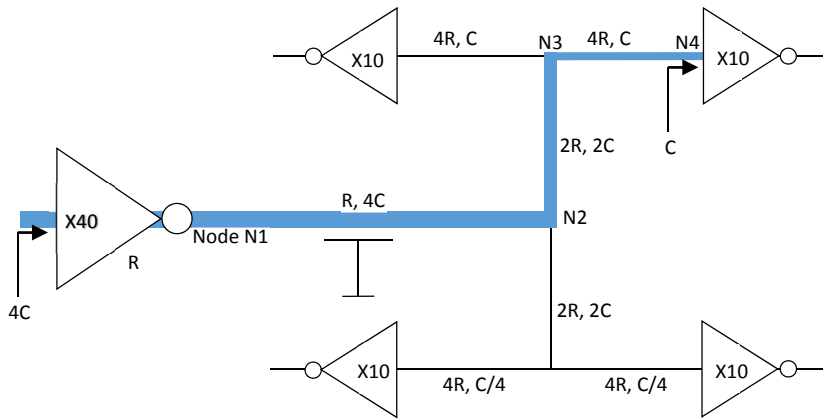 4R, C
N3
4R, C
N4
X10
X10
2R, 2C
C
R, 4C
X40
N2
Node N1
R
4C
2R, 2C
X10
X10
4R, C/4
4R, C/4